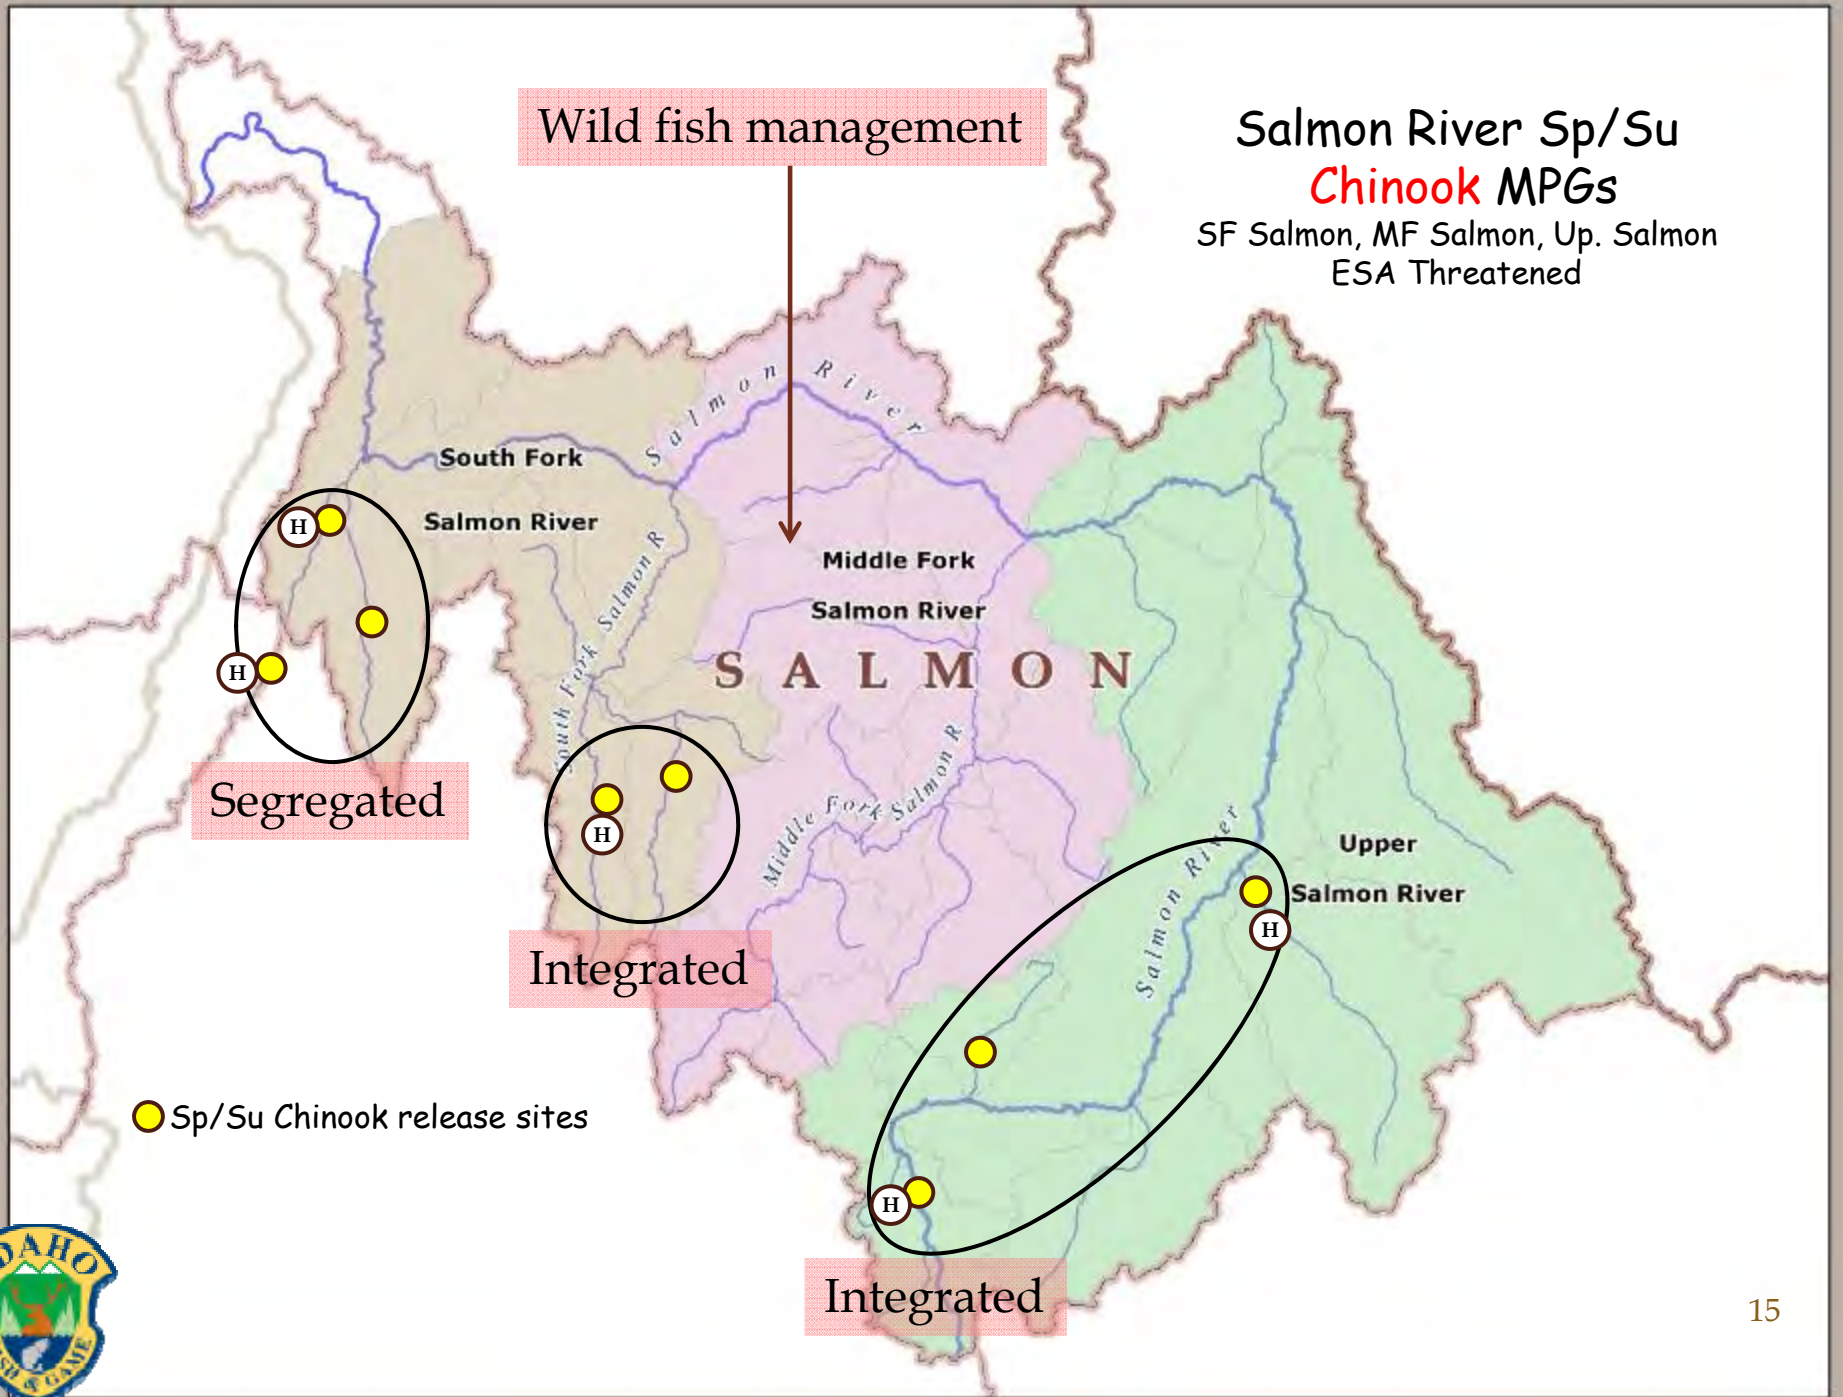 Wild fish management
Salmon River Sp/Su
Chinook MPGs
SF Salmon, MF Salmon, Up. Salmon
ESA Threatened
Salmon River
South Fork
Salmon River
H
H
South Fork Salmon R
Middle Fork
Salmon River
SALMON
Segregated
H
Integrated
Middle Fork Salmon R
Salmon River
Upper
Salmon River
H
H
Integrated
Sp/Su Chinook release sites
DAHO
& GAME
15